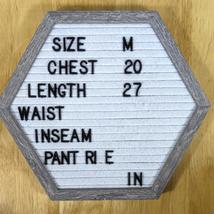 SIZE M
CHEST 20
LENGTH 27
WAIST
INSEAM
PANT RI E
IN